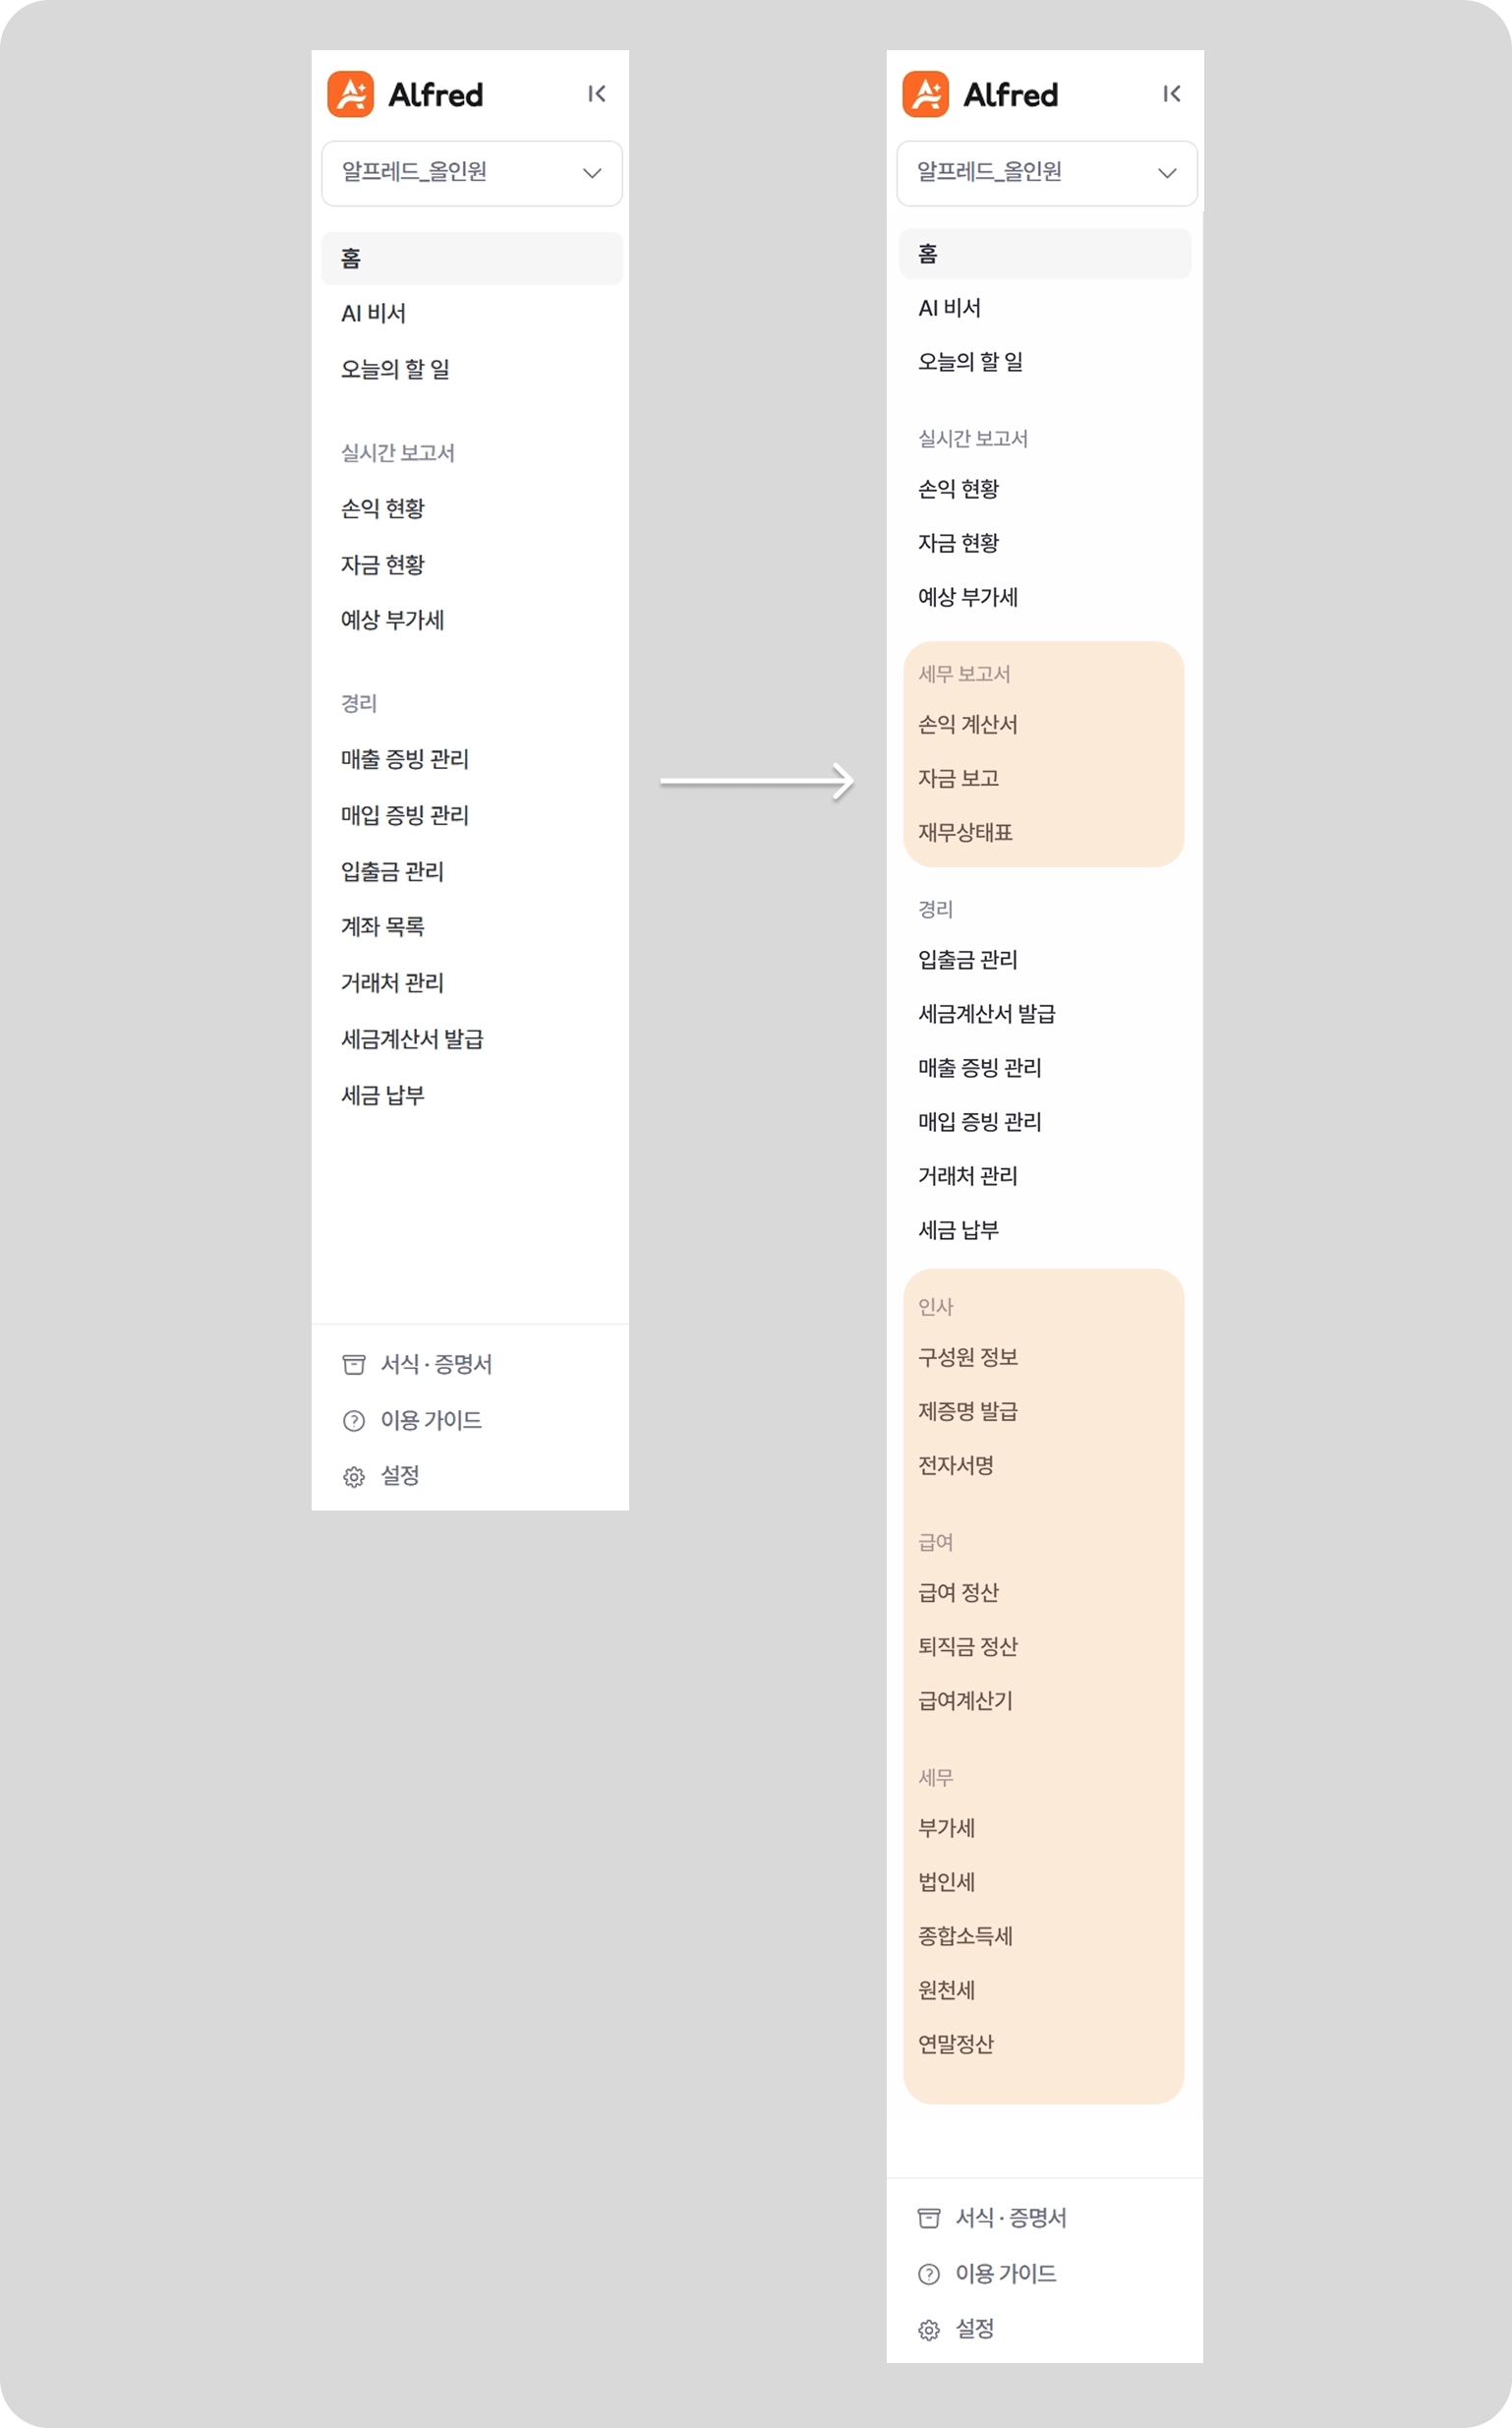 Alfred
알프레드_올인원
홈
AI 비서
오늘의 할 일
실시간 보고서
손익 현황
자금 현황
예상 부가세
경리
매출 증빙 관리
매입 증빙 관리
입출금 관리
계좌 목록
거래처 관리
세금계산서 발급
세금 납부
서식 · 증명서
이용 가이드
설정
Alfred
알프레드_올인원
홈
AI 비서
오늘의 할 일
실시간 보고서
손익 현황
자금 현황
예상 부가세
세무 보고서
손익 계산서
자금 보고
재무상태표
경리
입출금 관리
세금계산서 발급
매출 증빙 관리
매입 증빙 관리
거래처 관리
세금 납부
인사
구성원 정보
제증명 발급
전자서명
급여
급여 정산
퇴직금 정산
급여계산기
세무
부가세
법인세
종합소득세
원천세
연말정산
서식 · 증명서
이용 가이드
설정